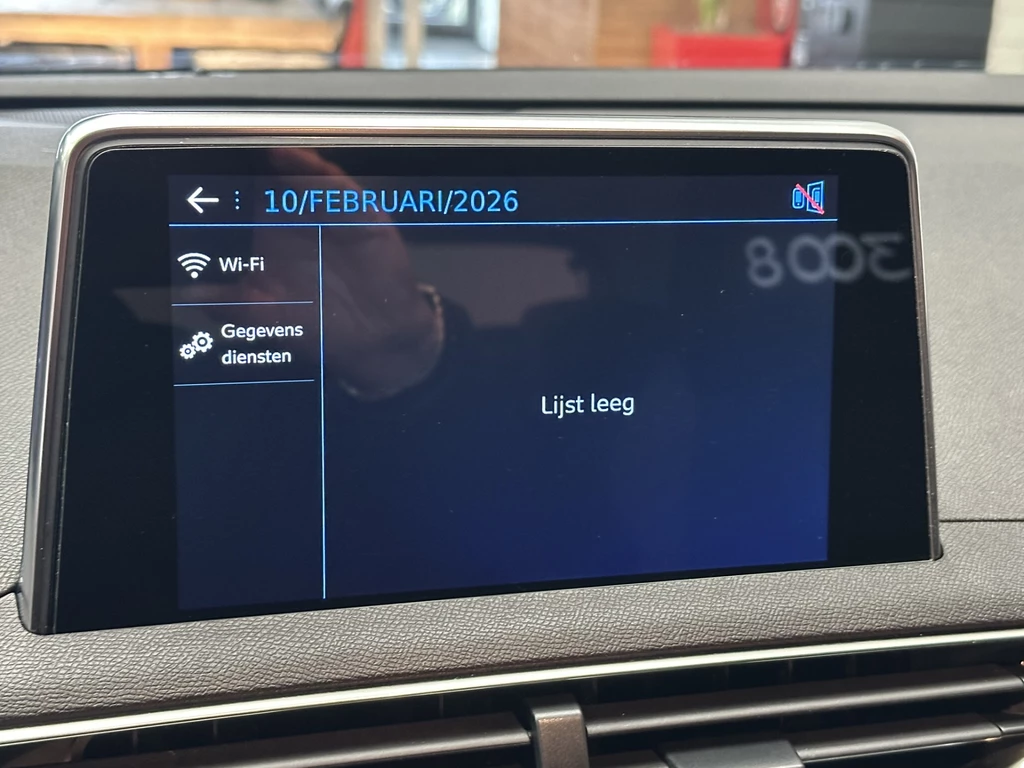 10/FEBRUARI/2026
Wi-Fi
Gegevens
diensten
Lijst leeg
3008